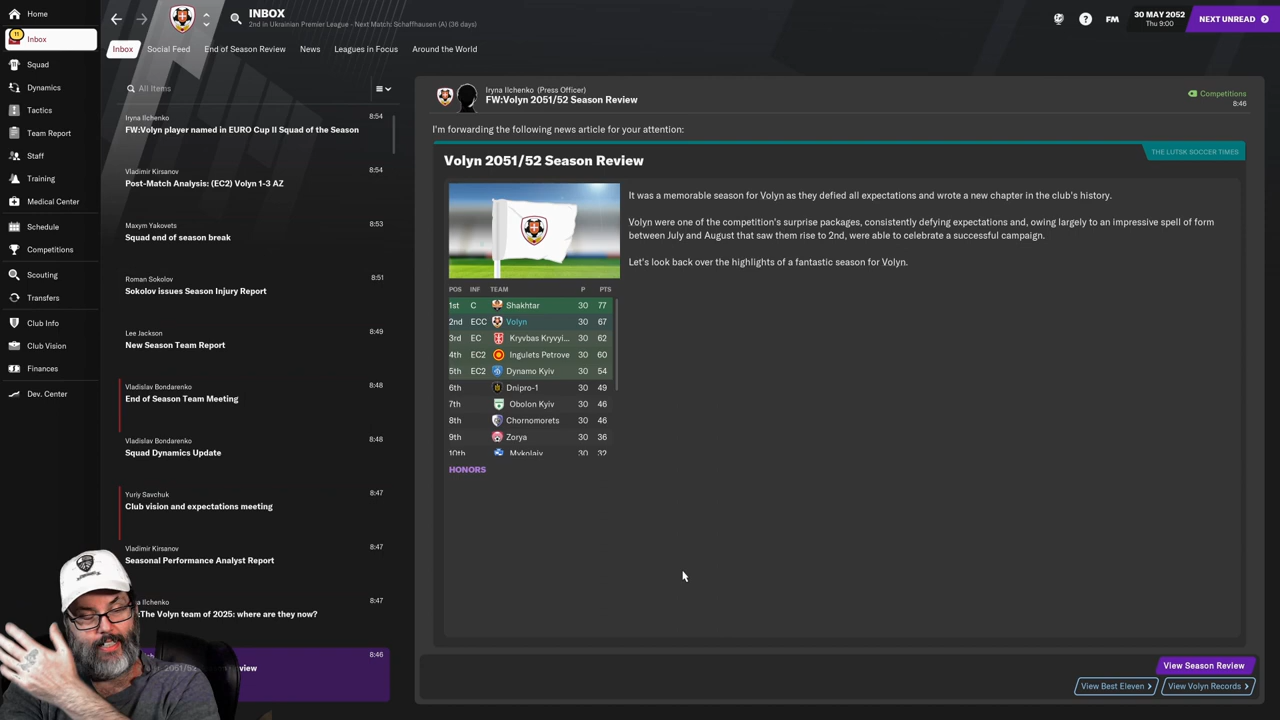 Home
INBOX
2nd in Ukrainian Premier League - Next Match: Schaffhausen (A) (36 days)
FM
30 MAY 2052
Thu 9:00
NEXT UNREAD
11
Inbox
Squad
Dynamics
Tactics
Team Report
Staff
Training
Medical Center
Schedule
Competitions
Scouting
Transfers
Club Info
Club Vision
Finances
Dev. Center
Inbox
Social Feed
End of Season Review
News
Leagues in Focus
Around the World
All Items
Iryna Ilchenko
8:54
FW:Volyn player named in EURO Cup II Squad of the Season
Vladimir Kirsanov
8:54
Post-Match Analysis: (EC2) Volyn 1-3 AZ
Maxym Yakovets
8:53
Squad end of season break
Roman Sokolov
8:51
Sokolov issues Season Injury Report
Lee Jackson
8:49
New Season Team Report
Vladislav Bondarenko
8:48
End of Season Team Meeting
Vladislav Bondarenko
8:48
Squad Dynamics Update
Yuriy Savchuk
8:47
Club vision and expectations meeting
Vladimir Kirsanov
8:47
Seasonal Performance Analyst Report
Ilchenko
8:47
The Volyn team of 2025: where are they now?
8:46
Iryna Ilchenko (Press Officer)
FW:Volyn 2051/52 Season Review
Competitions
8:46
I'm forwarding the following news article for your attention:
Volyn 2051/52 Season Review
THE LUTSK SOCCER TIMES
It was a memorable season for Volyn as they defied all expectations and wrote a new chapter in the club's history.
Volyn were one of the competition's surprise packages, consistently defying expectations and, owing largely to an impressive spell of form
between July and August that saw them rise to 2nd, were able to celebrate a successful campaign.
Let's look back over the highlights of a fantastic season for Volyn.
POS INF TEAM P PTS
1st C Shakhtar 30 77
2nd ECC Volyn 30 67
3rd EC Kryvbas Kryvyi... 30 62
4th EC2 Ingulets Petrove 30 60
5th EC2 Dynamo Kyiv 30 54
6th Dnipro-1 30 49
7th Obolon Kyiv 30 46
8th Chornomorets 30 46
9th Zorya 30 36
10th Mykolaiv 30 32
HONORS
View Season Review
View Best Eleven
View Volyn Records